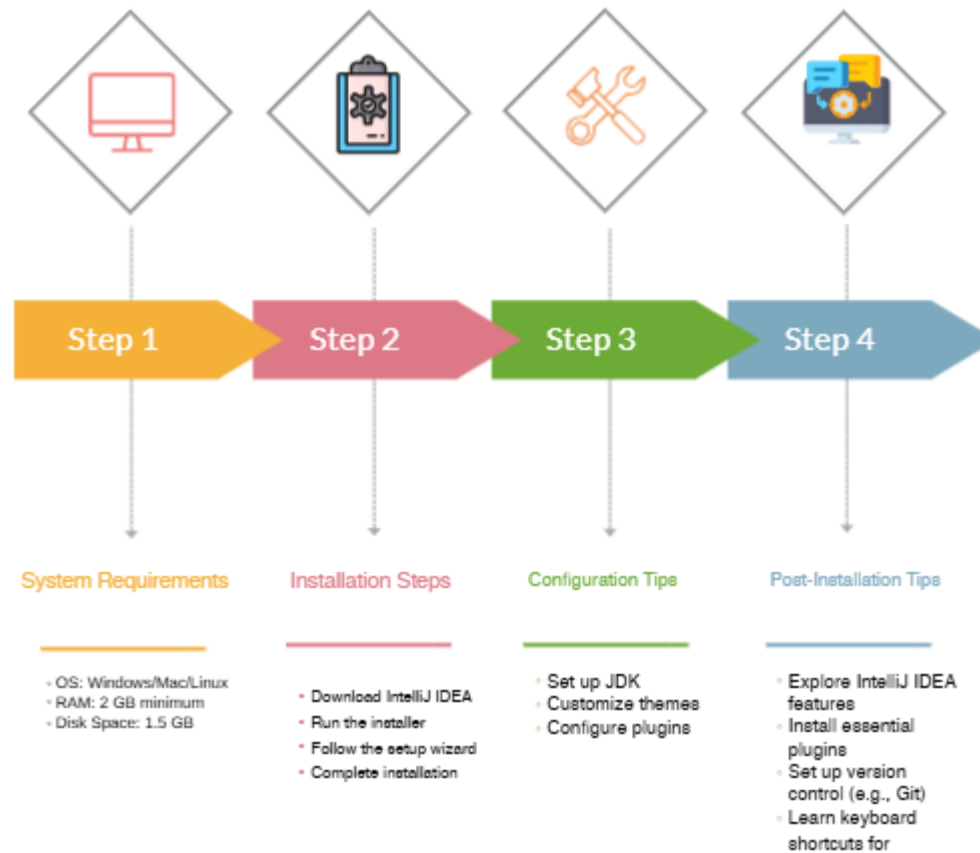 Step 1
Step 2
Step 3
Step 4
System Requirements
◦ OS: Windows/Mac/Linux
◦ RAM: 2 GB minimum
◦ Disk Space: 1.5 GB
Installation Steps
• Download IntelliJ IDEA
• Run the installer
• Follow the setup wizard
• Complete installation
Configuration Tips
◦ Set up JDK
◦ Customize themes
◦ Configure plugins
Post-Installation Tips
◦ Explore IntelliJ IDEA
features
◦ Install essential
plugins
◦ Set up version
control (e.g., Git)
◦ Learn keyboard
shortcuts for